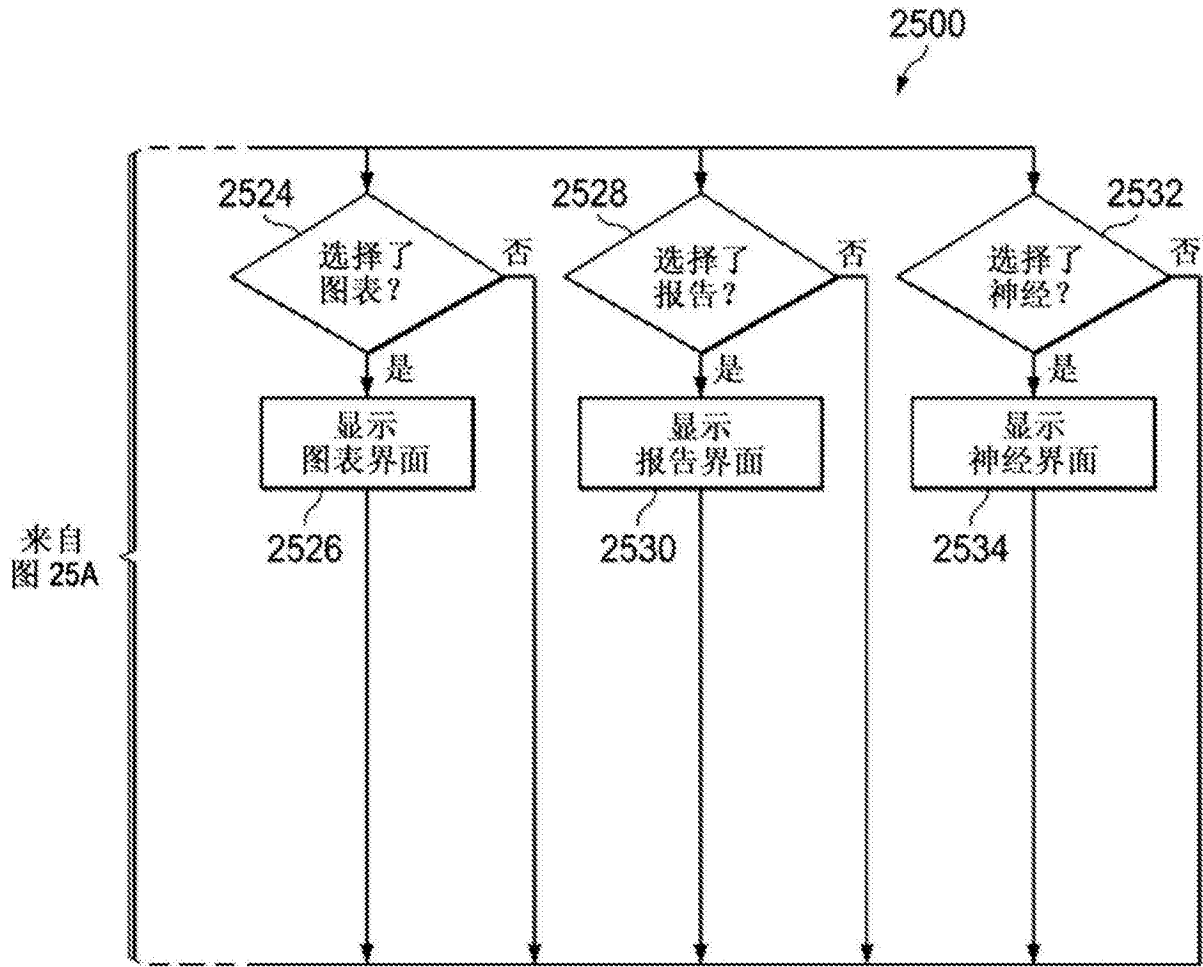 2500
2524
选择了
图表？
否
是
显示
图表界面
2526
2528
选择了
报告？
否
是
显示
报告界面
2530
2532
选择了
神经？
否
是
显示
神经界面
2534
来自
图 25A